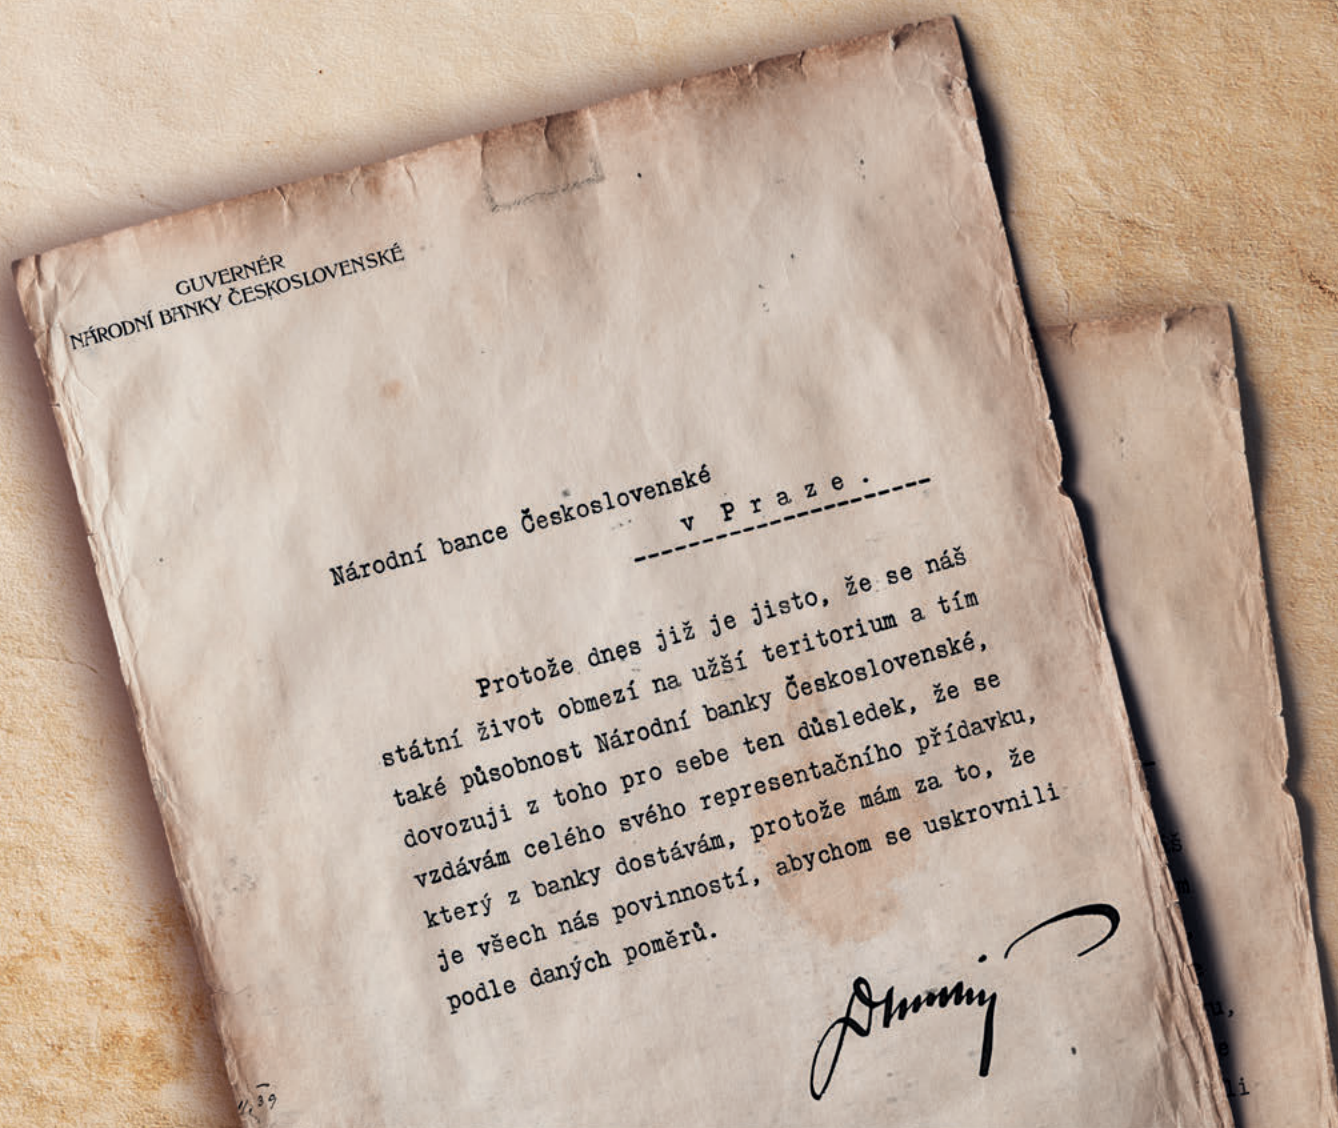 GUVERNÉR
NÁRODNÍ BANKY ČESKOSLOVENSKÉ
Národní bance Československé
v Praze.
Protože dnes již je jisto, že se náš
státní život obmezí na užší teritorium a tím
také působnost Národní banky Československé,
dovozuji z toho pro sebe ten důsledek, že se
vzdávám celého svého representačního přídavku,
který z banky dostávám, protože mám za to, že
je všech nás povinností, abychom se uskrovnili
podle daných poměrů.